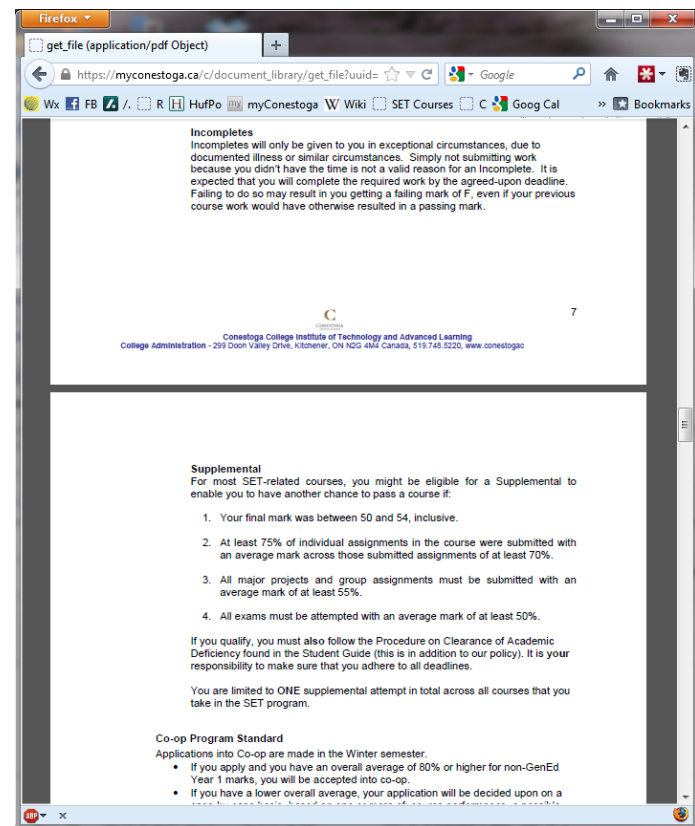 Firefox
get_file (application/pdf Object)
https://myconestoga.ca/c/document_library/get_file?uuid=
Google
Wx FB /. R HufPo myConestoga Wiki SET Courses C Goog Cal » Bookmarks
Incompletes
Incompletes will only be given to you in exceptional circumstances, due to
documented illness or similar circumstances. Simply not submitting work
because you didn't have the time is not a valid reason for an Incomplete. It is
expected that you will complete the required work by the agreed-upon deadline.
Failing to do so may result in you getting a failing mark of F, even if your previous
course work would have otherwise resulted in a passing mark.
7
C
CONESTOGA
Conestoga College Institute of Technology and Advanced Learning
College Administration - 299 Doon Valley Drive, Kitchener, ON N2G 4M4 Canada, 519.748.5220, www.conestogac
Supplemental
For most SET-related courses, you might be eligible for a Supplemental to
enable you to have another chance to pass a course if:
1. Your final mark was between 50 and 54, inclusive.
2. At least 75% of individual assignments in the course were submitted with
an average mark across those submitted assignments of at least 70%.
3. All major projects and group assignments must be submitted with an
average mark of at least 55%.
4. All exams must be attempted with an average mark of at least 50%.
If you qualify, you must also follow the Procedure on Clearance of Academic
Deficiency found in the Student Guide (this is in addition to our policy). It is your
responsibility to make sure that you adhere to all deadlines.
You are limited to ONE supplemental attempt in total across all courses that you
take in the SET program.
Co-op Program Standard
Applications into Co-op are made in the Winter semester.
• If you apply and you have an overall average of 80% or higher for non-GenEd
Year 1 marks, you will be accepted into co-op.
• If you have a lower overall average, your application will be decided upon on a
ABP
x